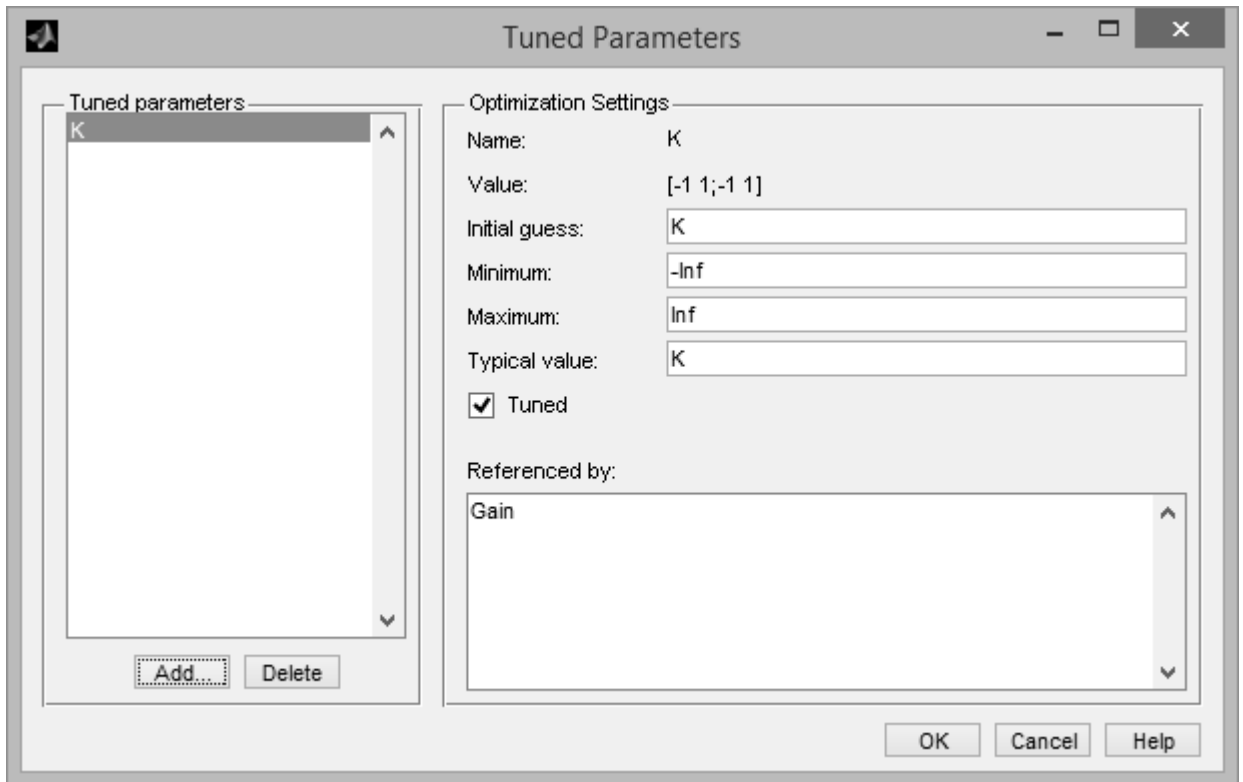 Tuned Parameters
Tuned parameters
K
Add...
Delete
Optimization Settings
Name: K
Value: [-1 1;-1 1]
Initial guess: K
Minimum: -Inf
Maximum: Inf
Typical value: K
Tuned
Referenced by:
Gain
OK Cancel Help